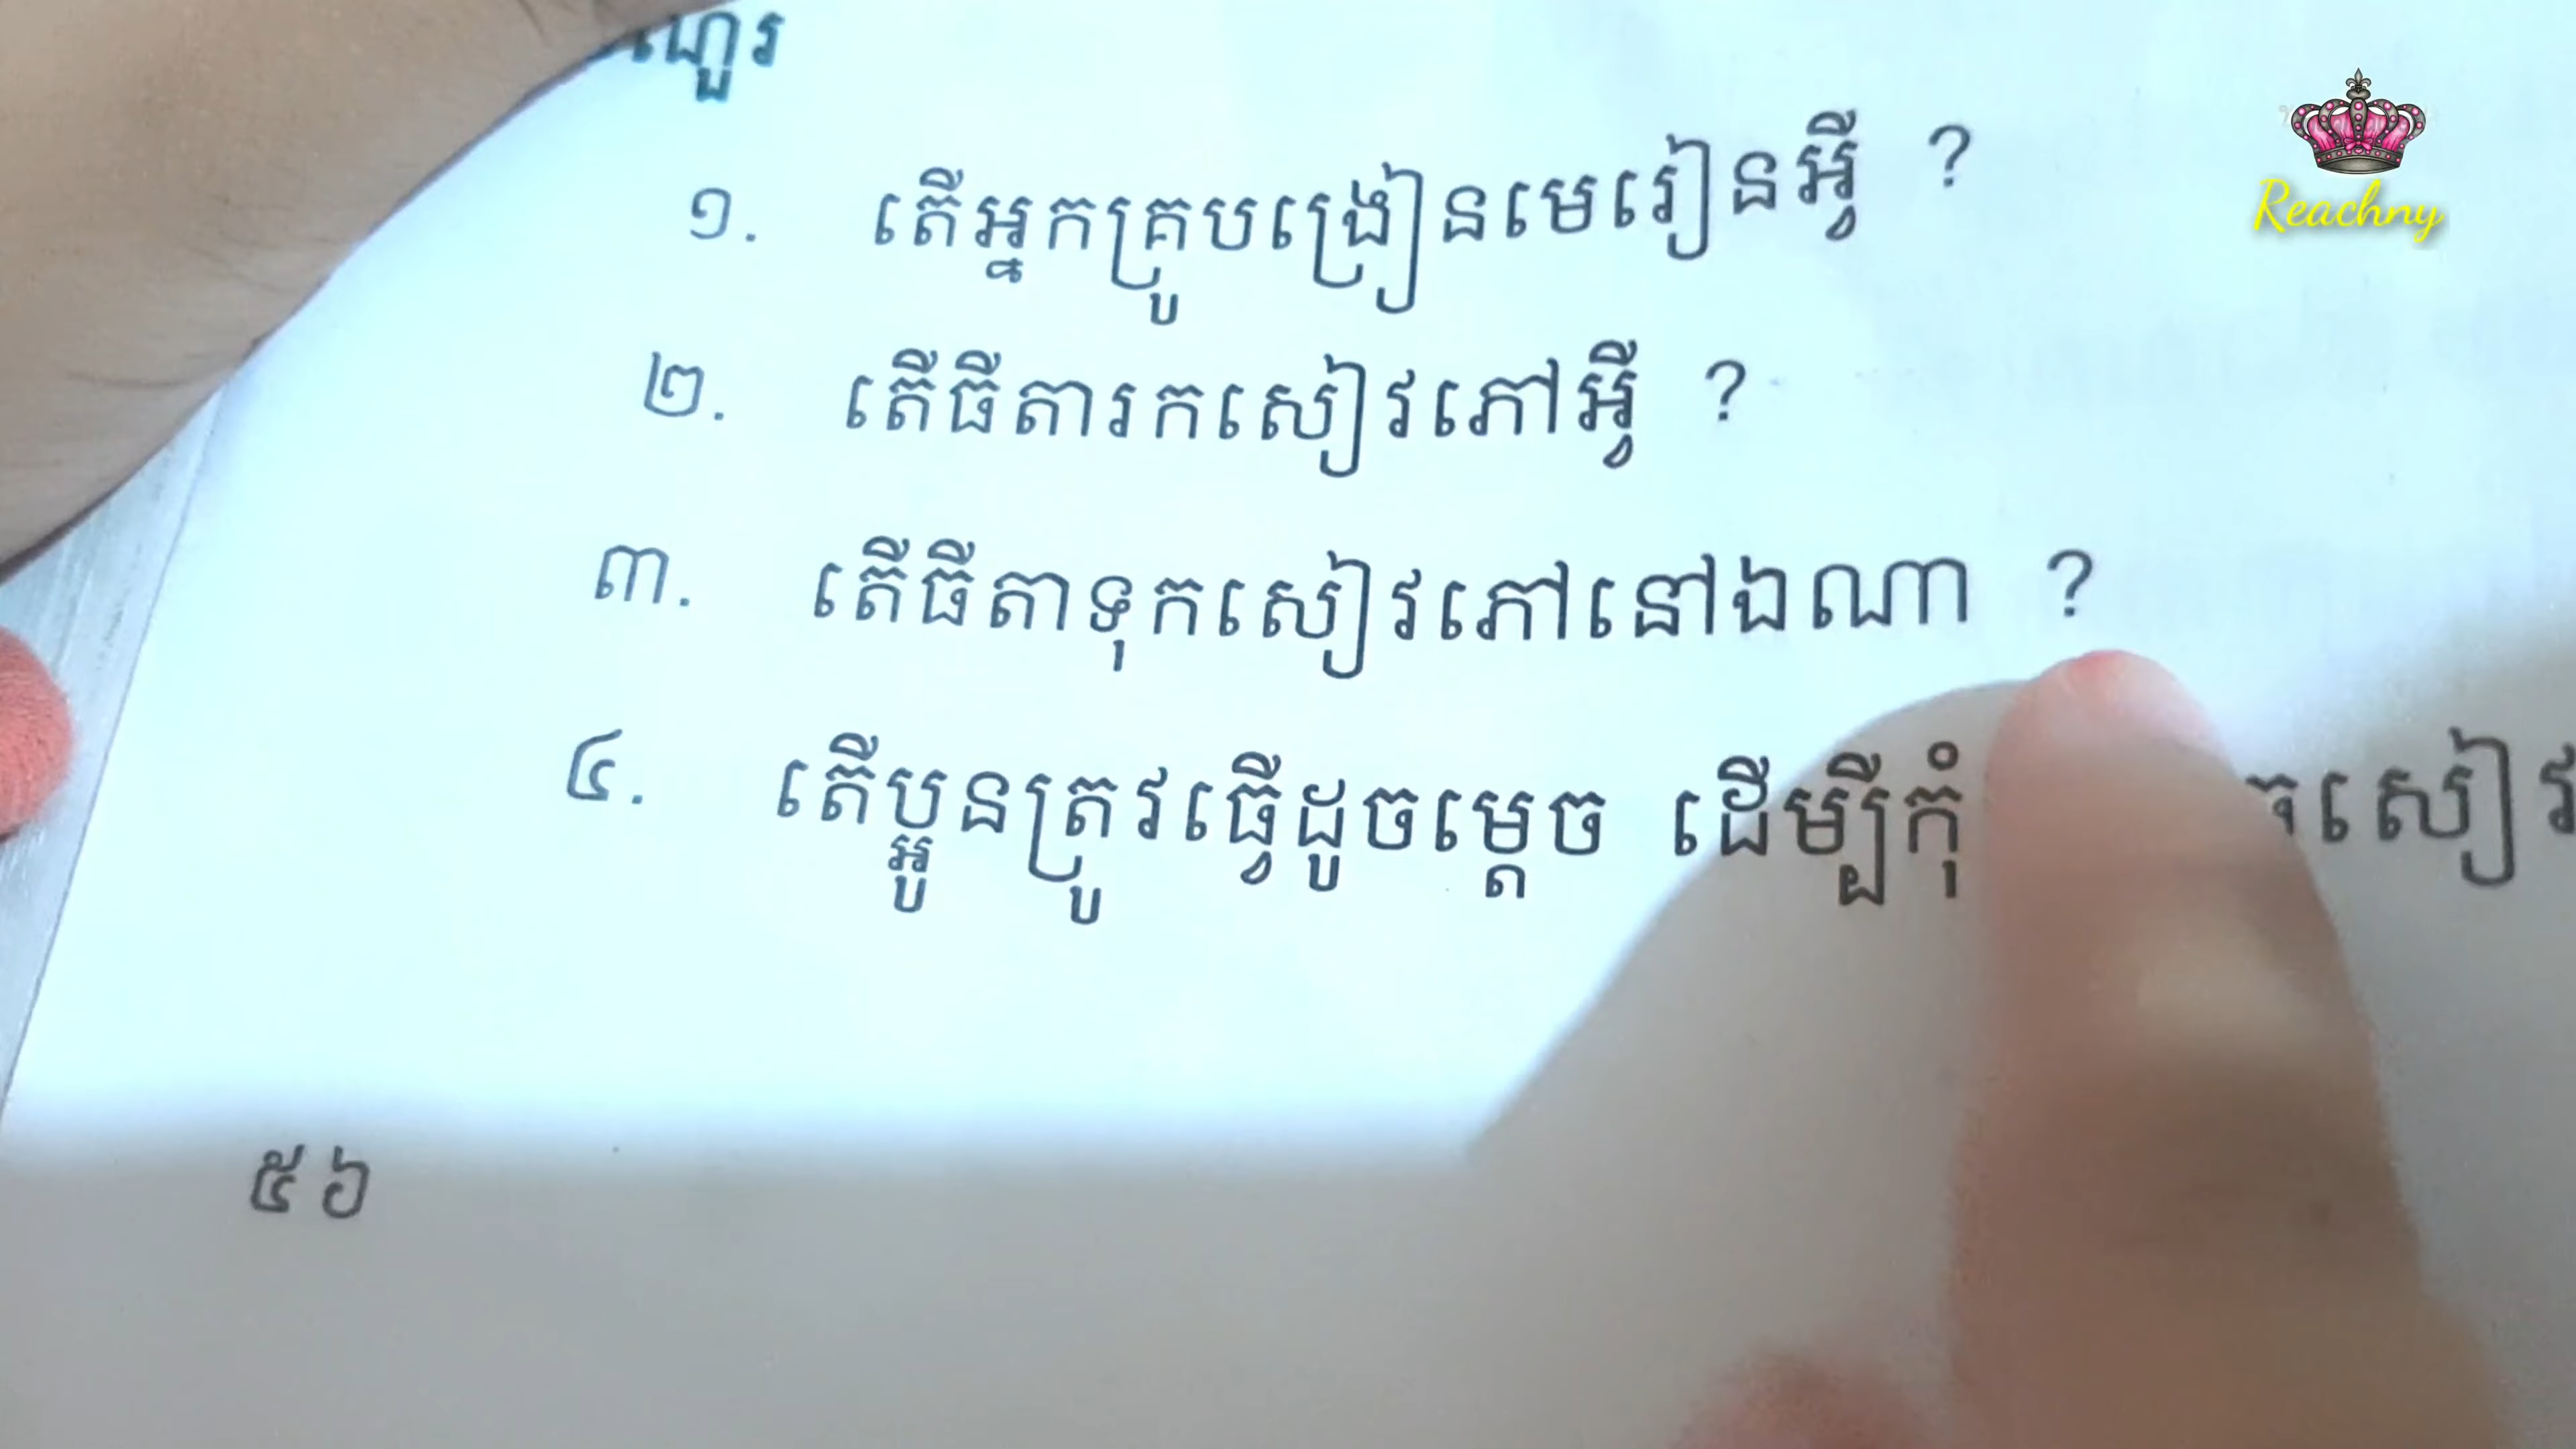 Reachny
១. តើអ្នកគ្រូបង្រៀនមេរៀនអ្វី ?
២. តើធីតារកសៀវភៅអ្វី ?
៣. តើធីតាទុកសៀវភៅនៅឯណា ?
៤. តើប្អូនត្រូវធ្វើដូចម្ដេច ដើម្បីកុំ
៥៦